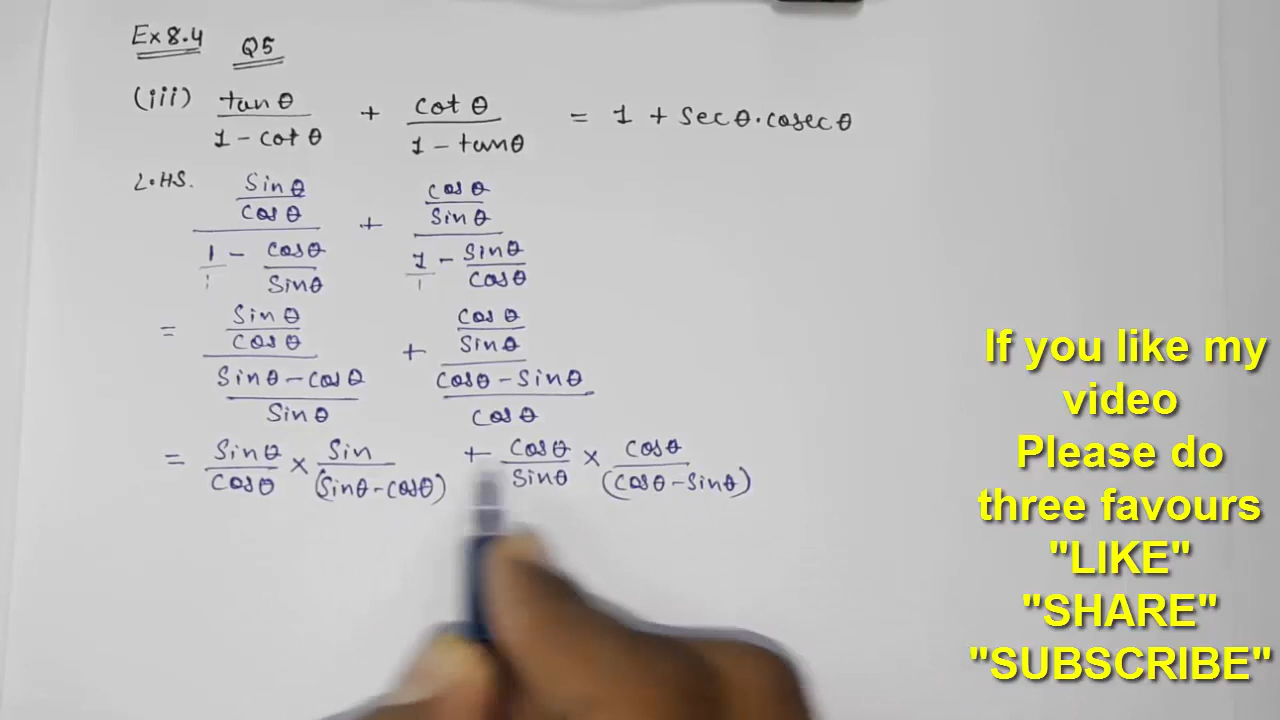 Ex 8.4 Q5
(iii) tanθ/(1 - cotθ) + cotθ/(1 - tanθ) = 1 + secθ.cosecθ
L.H.S. (Sinθ/Cosθ)/(1/1 - Cosθ/Sinθ) + (Cosθ/Sinθ)/(1/1 - Sinθ/Cosθ)
= (Sinθ/Cosθ)/((Sinθ - Cosθ)/Sinθ) + (Cosθ/Sinθ)/((Cosθ - Sinθ)/Cosθ)
= Sinθ/Cosθ × Sin/(Sinθ - Cosθ) + Cosθ/Sinθ × Cosθ/(Cosθ - Sinθ)
If you like my
video
Please do
three favours
"LIKE"
"SHARE"
"SUBSCRIBE"